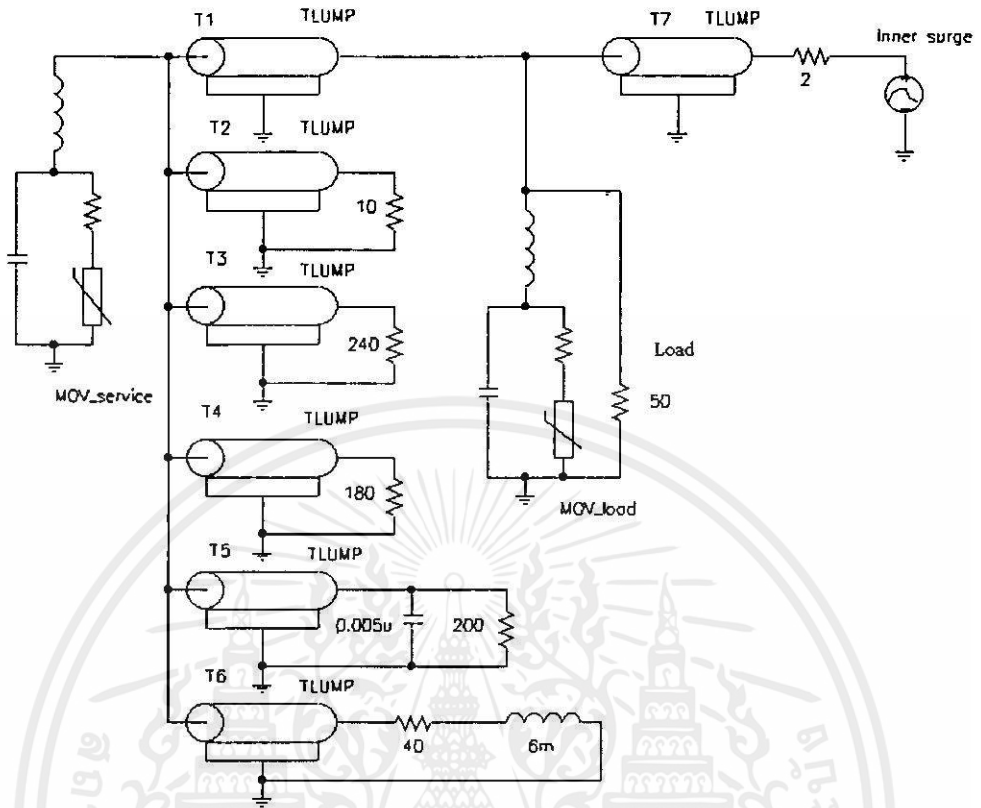 T1 TLUMP
T7 TLUMP
Inner surge
2
T2 TLUMP
10
T3 TLUMP
240
MOV_service
Load
50
T4 TLUMP
180
MOV_load
T5 TLUMP
0.005u 200
T6 TLUMP
40 6m